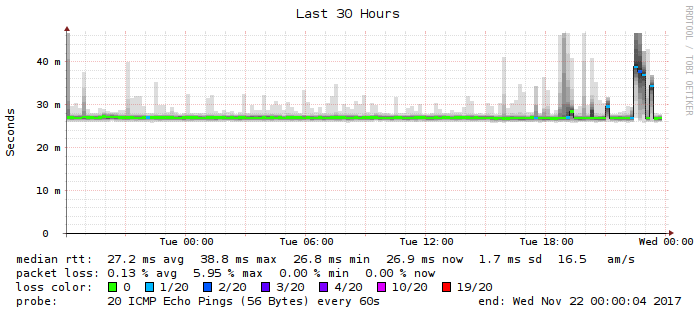 Last 30 Hours
RRDTOOL / TOBI OETIKER
Seconds
40 m
30 m
20 m
10 m
0
Tue 00:00 Tue 06:00 Tue 12:00 Tue 18:00 Wed 00:00
median rtt: 27.2 ms avg 38.8 ms max 26.8 ms min 26.9 ms now 1.7 ms sd 16.5 am/s
packet loss: 0.13 % avg 5.95 % max 0.00 % min 0.00 % now
loss color: 0 1/20 2/20 3/20 4/20 10/20 19/20
probe: 20 ICMP Echo Pings (56 Bytes) every 60s end: Wed Nov 22 00:00:04 2017